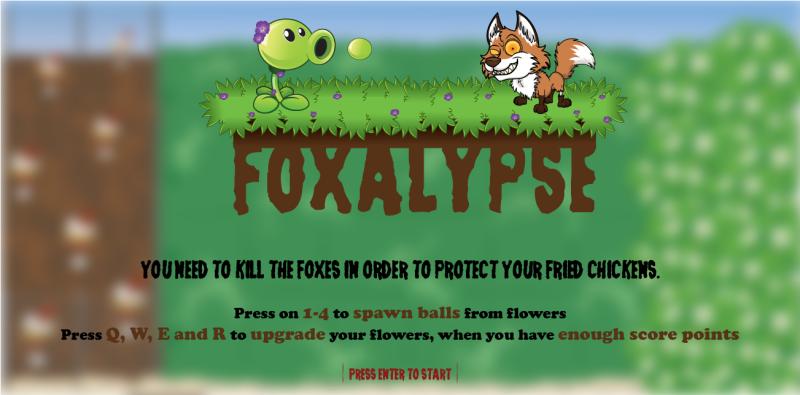 FOXALYPSE
YOU NEED TO KILL THE FOXES IN ORDER TO PROTECT YOUR FRIED CHICKENS.
Press on 1-4 to spawn balls from flowers
Press Q, W, E and R to upgrade your flowers, when you have enough score points
PRESS ENTER TO START